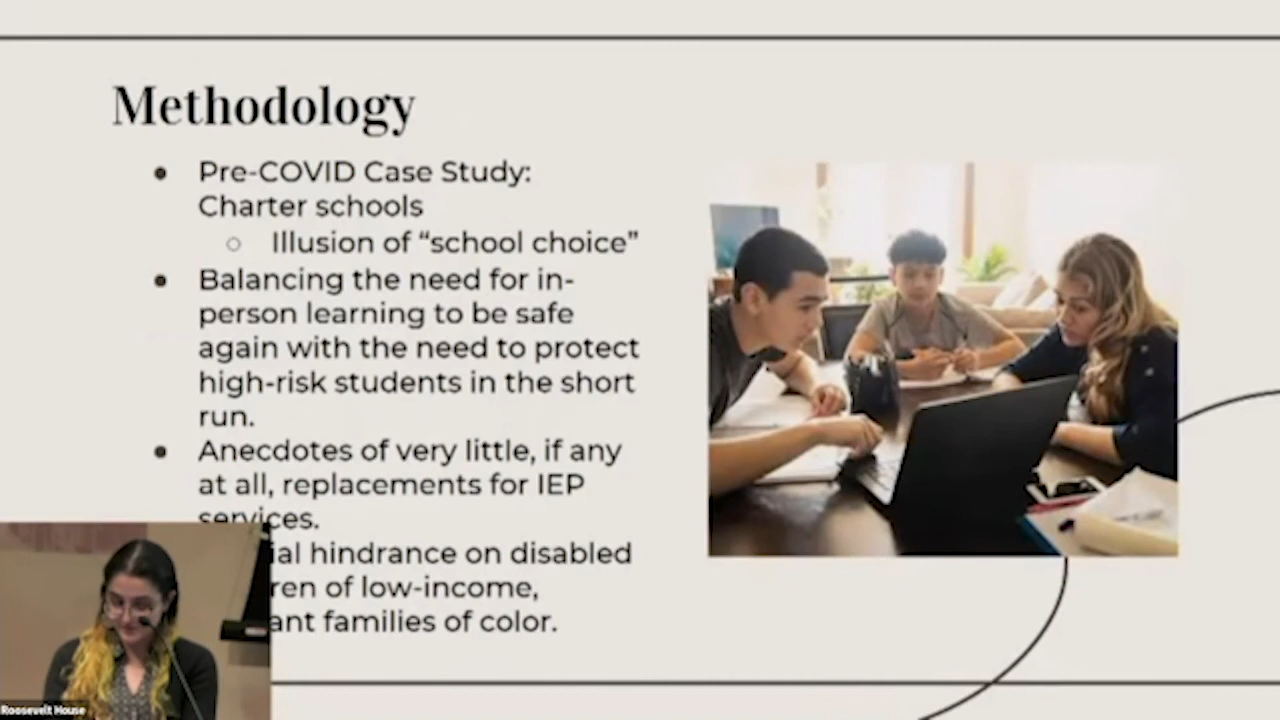 Methodology
Pre-COVID Case Study:
Charter schools
Illusion of “school choice”
Balancing the need for in-
person learning to be safe
again with the need to protect
high-risk students in the short
run.
Anecdotes of very little, if any
at all, replacements for IEP
services.
hindrance on disabled
of low-income,
families of color.
Roosevelt House